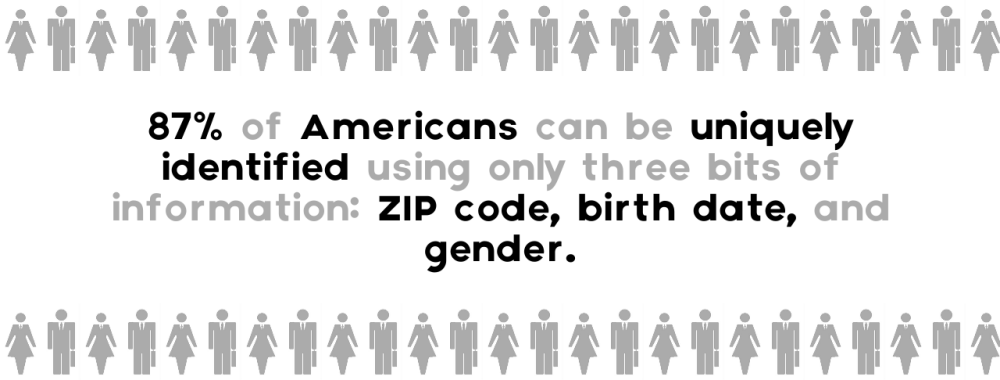 87% of Americans can be uniquely
identified using only three bits of
information: ZIP code, birth date, and
gender.